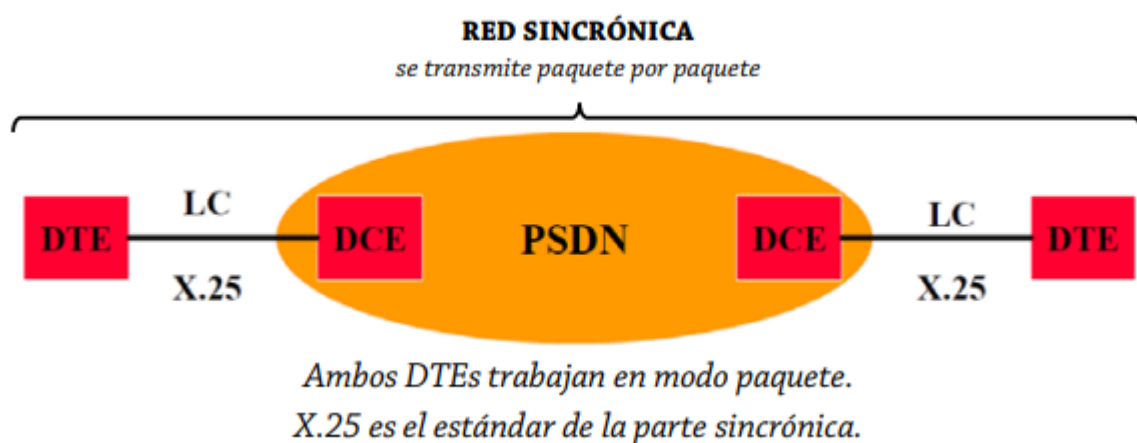 RED SINCRÓNICA
se transmite paquete por paquete
LC
LC
DTE
DCE
PSDN
DCE
DTE
X.25
X.25
Ambos DTEs trabajan en modo paquete.
X.25 es el estándar de la parte sincrónica.